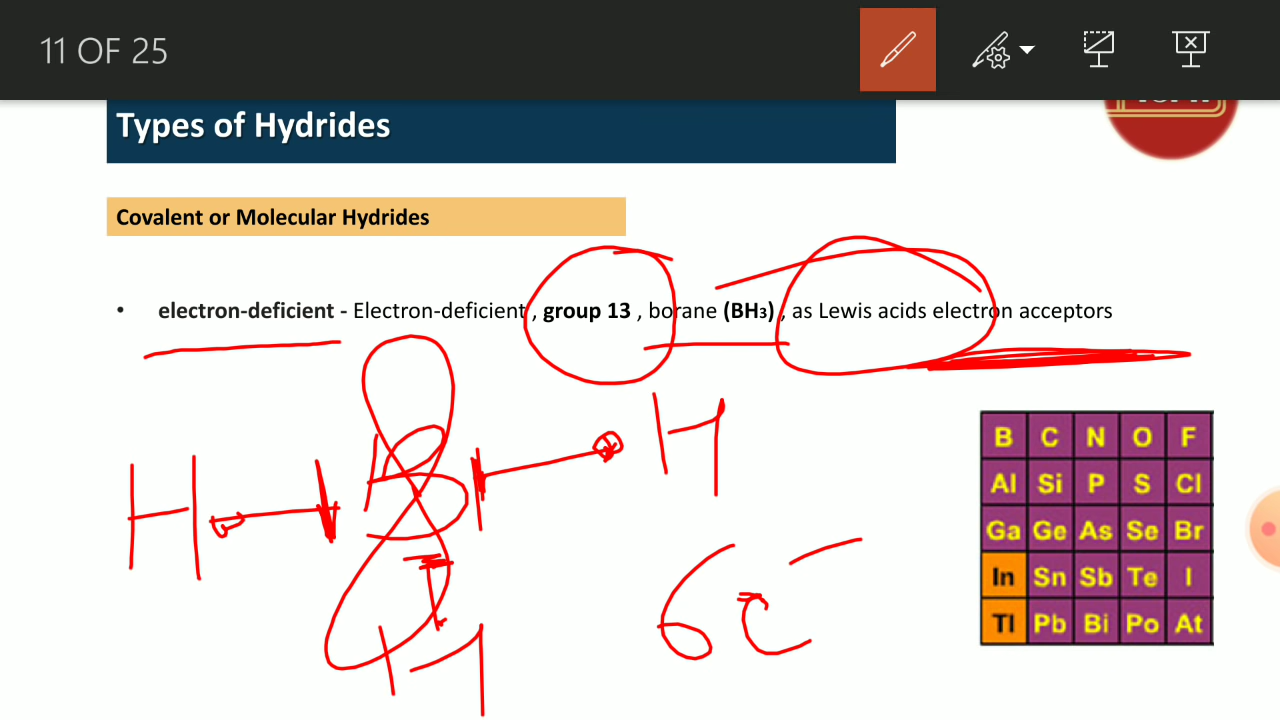 11 OF 25
Types of Hydrides
Covalent or Molecular Hydrides
• electron-deficient - Electron-deficient , group 13 , borane (BH₃) , as Lewis acids electron acceptors
H B H
H
6e⁻
B C N O F
Al Si P S Cl
Ga Ge As Se Br
In Sn Sb Te I
Tl Pb Bi Po At